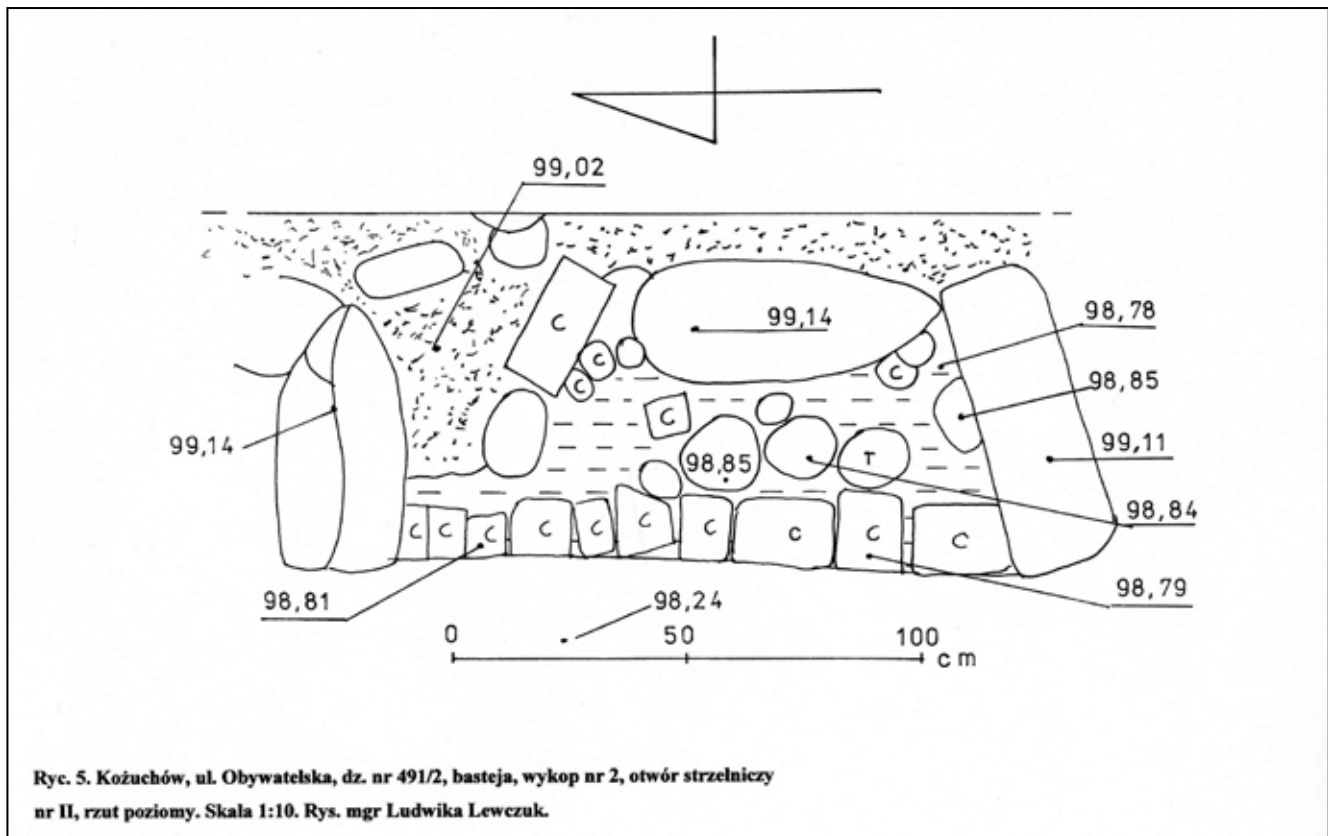 99,02
C
99,14
98,78
C
C
C
98,85
C
99,14
99,11
98,85
T
98,84
C
C
C
C
C
C
C
C
C
C
98,81
98,24
98,79
0
50
100
cm
Ryc. 5. Kożuchów, ul. Obywatelska, dz. nr 491/2, basteja, wykop nr 2, otwór strzelniczy
nr II, rzut poziomy. Skala 1:10. Rys. mgr Ludwika Lewczuk.